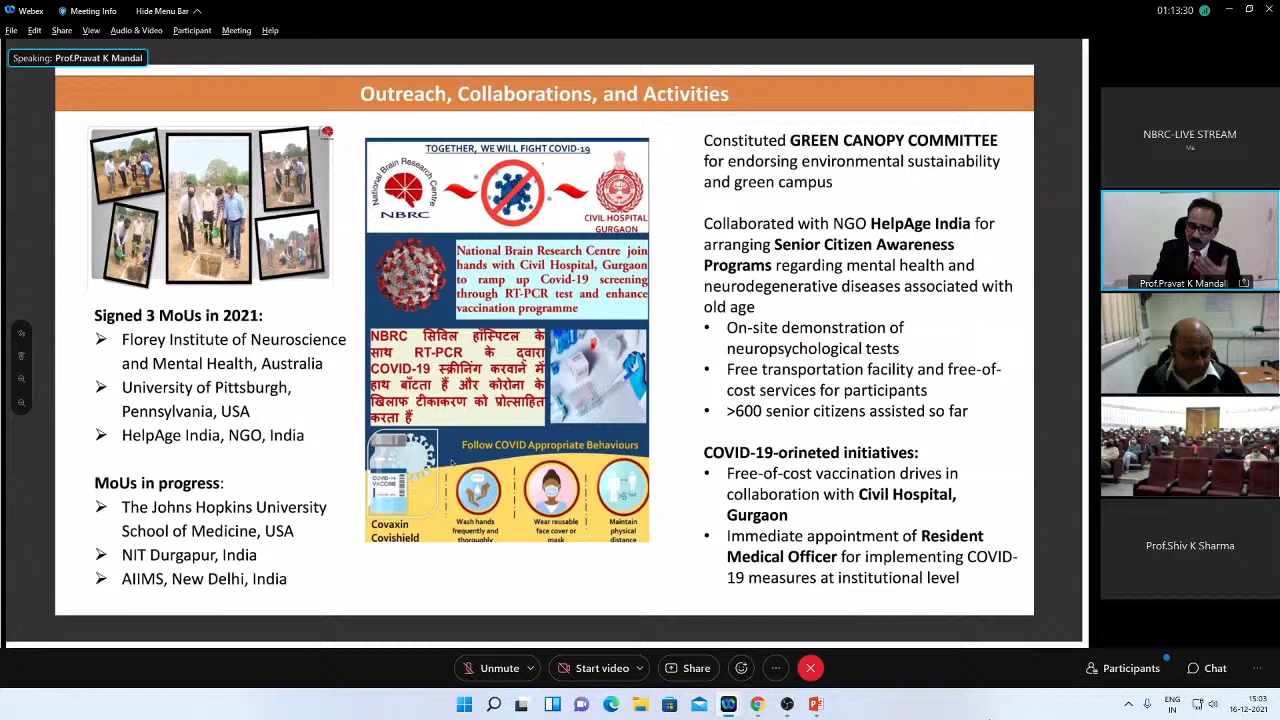 Webex
Meeting Info
Hide Menu Bar
01:13:30
File Edit Share View Audio & Video Participant Meeting Help
Speaking: Prof.Pravat K Mandal
Outreach, Collaborations, and Activities
Signed 3 MoUs in 2021:
Florey Institute of Neuroscience
and Mental Health, Australia
University of Pittsburgh,
Pennsylvania, USA
HelpAge India, NGO, India
MoUs in progress:
The Johns Hopkins University
School of Medicine, USA
NIT Durgapur, India
AIIMS, New Delhi, India
TOGETHER, WE WILL FIGHT COVID-19
National Brain Research Centre
NBRC
CIVIL HOSPITAL
GURGAON
National Brain Research Centre join
hands with Civil Hospital, Gurgaon
to ramp up Covid-19 screening
through RT-PCR test and enhance
vaccination programme
NBRC सिविल हॉस्पिटल के
साथ RT-PCR के दवारा
COVID-19 स्क्रीनिंग करवाने में
हाथ बाँटता हैं और कोरोना के
खिलाफ टीकाकरण को प्रोत्साहित
करता हैं
Follow COVID Appropriate Behaviours
COVID-19
VACCINE
Covaxin
Covishield
Wash hands
frequently and
thoroughly
Wear reusable
face cover or
mask
Maintain
physical
distance
Constituted GREEN CANOPY COMMITTEE
for endorsing environmental sustainability
and green campus
Collaborated with NGO HelpAge India for
arranging Senior Citizen Awareness
Programs regarding mental health and
neurodegenerative diseases associated with
old age
• On-site demonstration of
neuropsychological tests
• Free transportation facility and free-of-
cost services for participants
• >600 senior citizens assisted so far
COVID-19-orineted initiatives:
• Free-of-cost vaccination drives in
collaboration with Civil Hospital,
Gurgaon
• Immediate appointment of Resident
Medical Officer for implementing COVID-
19 measures at institutional level
NBRC-LIVE STREAM
Me
Prof.Pravat K Mandal
Prof.Shiv K Sharma
Unmute
Start video
Share
Participants
Chat
ENG
IN
13:03
16-12-2021